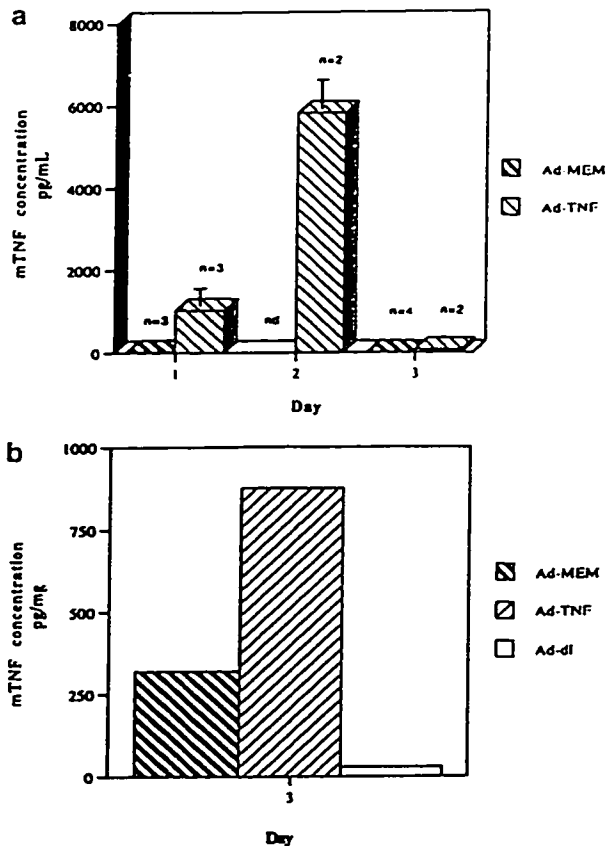 a
8000
6000
4000
2000
0
mTNF concentration
pg/mL
n=3
n=3
nd
n=2
n=4
n=2
1
2
3
Day
Ad-MEM
Ad-TNF
b
1000
750
500
250
0
mTNF concentration
pg/mg
3
Day
Ad-MEM
Ad-TNF
Ad-dl